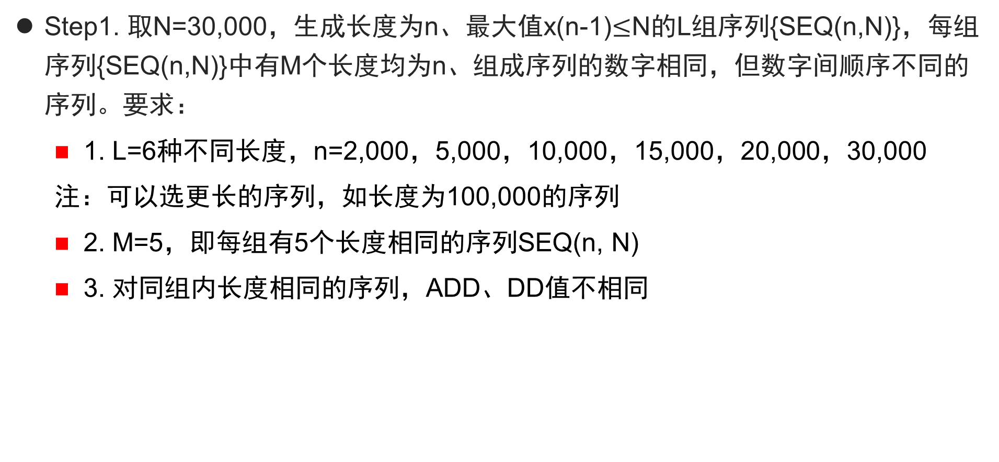 ● Step1. 取N=30,000，生成长度为n、最大值x(n-1)≤N的L组序列{SEQ(n,N)}，每组
序列{SEQ(n,N)}中有M个长度均为n、组成序列的数字相同，但数字间顺序不同的
序列。要求：
■ 1. L=6种不同长度，n=2,000，5,000，10,000，15,000，20,000，30,000
注：可以选更长的序列，如长度为100,000的序列
■ 2. M=5，即每组有5个长度相同的序列SEQ(n, N)
■ 3. 对同组内长度相同的序列，ADD、DD值不相同